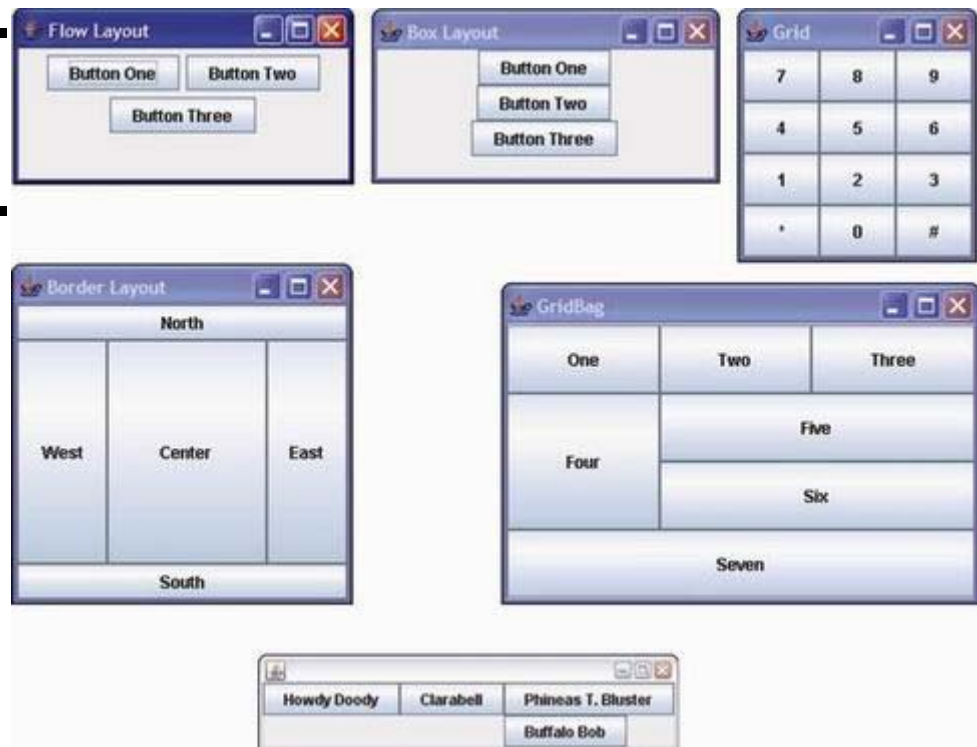 Flow Layout
Button One Button Two
Button Three
Box Layout
Button One
Button Two
Button Three
Grid
7 8 9
4 5 6
1 2 3
* 0 #
Border Layout
North
West Center East
South
GridBag
One Two Three
Four
Five
Six
Seven
Howdy Doody Clarabell Phineas T. Bluster
Buffalo Bob